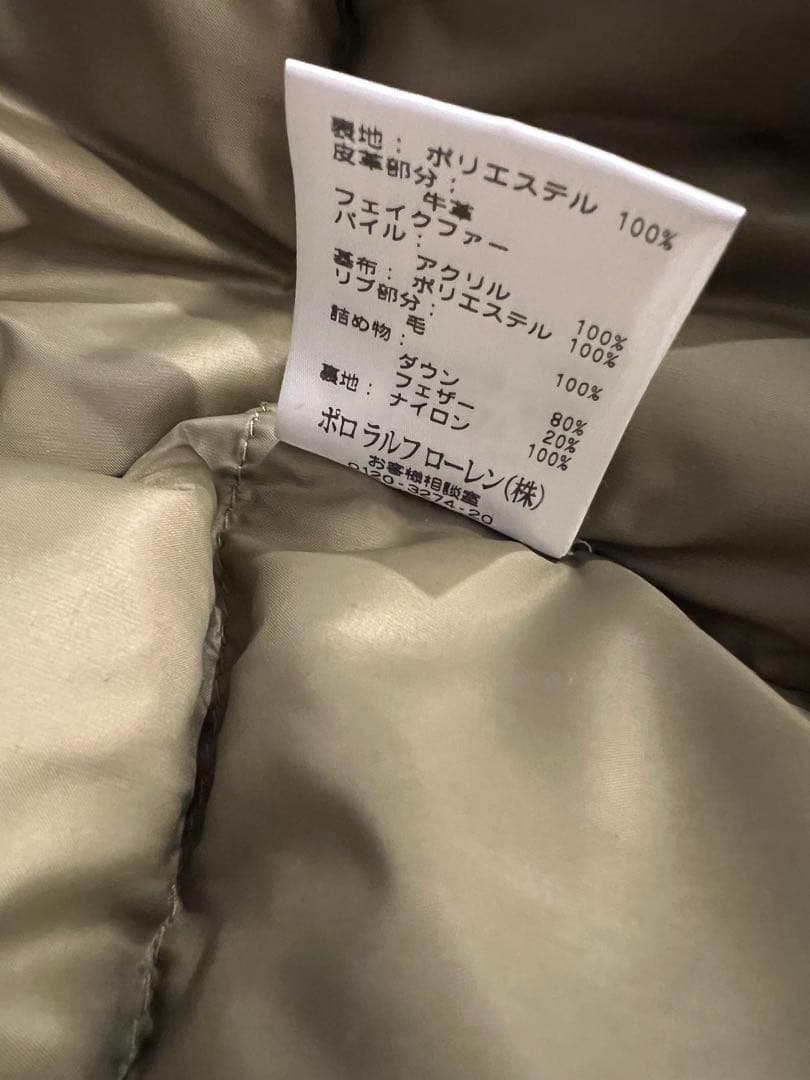 表地： ポリエステル 100%
皮革部分：
牛革
フェイクファー
パイル：
アクリル 100%
基布： ポリエステル 100%
リブ部分：
毛 100%
詰め物：
ダウン 80%
フェザー 20%
裏地： ナイロン 100%
ポロ ラルフ ローレン(株)
お客様相談室
0120-3274-20